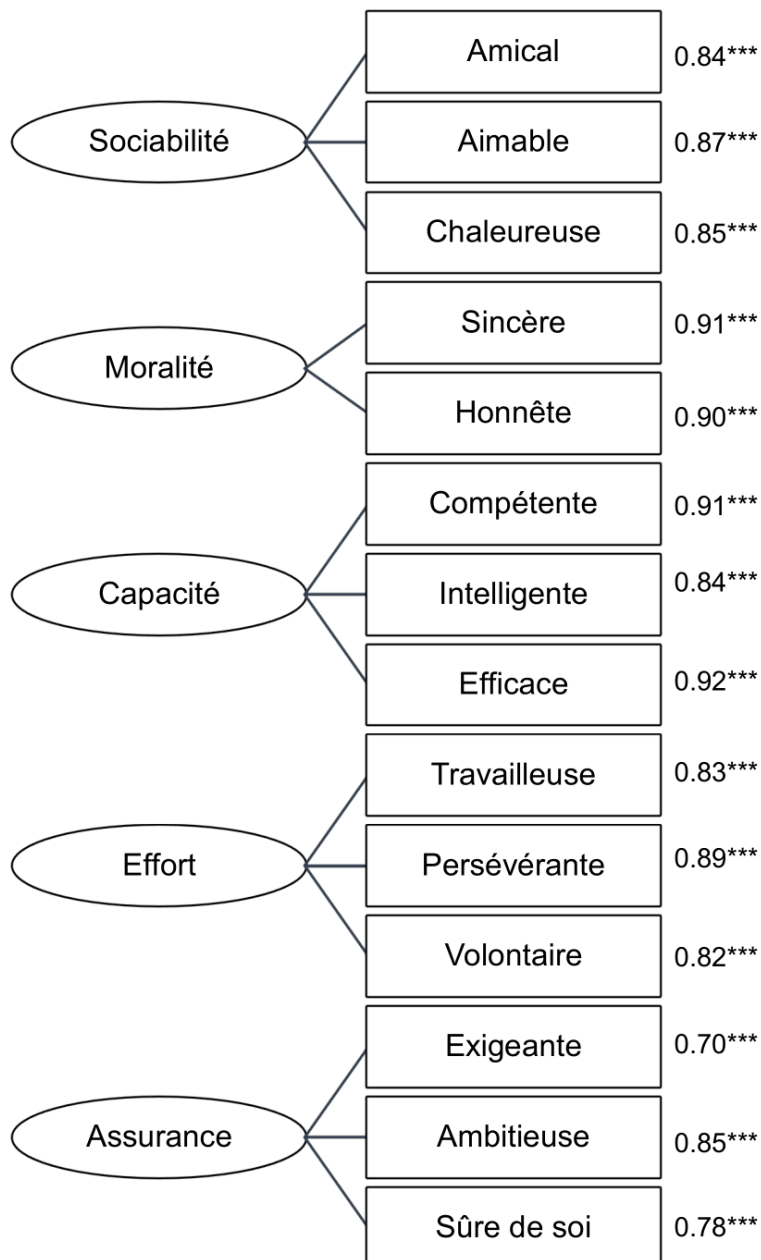 Amical 0.84***
Sociabilité Aimable 0.87***
Chaleureuse 0.85***
Sincère 0.91***
Moralité
Honnête 0.90***
Compétente 0.91***
Capacité Intelligente 0.84***
Efficace 0.92***
Travailleuse 0.83***
Effort Persévérante 0.89***
Volontaire 0.82***
Exigeante 0.70***
Assurance Ambitieuse 0.85***
Sûre de soi 0.78***